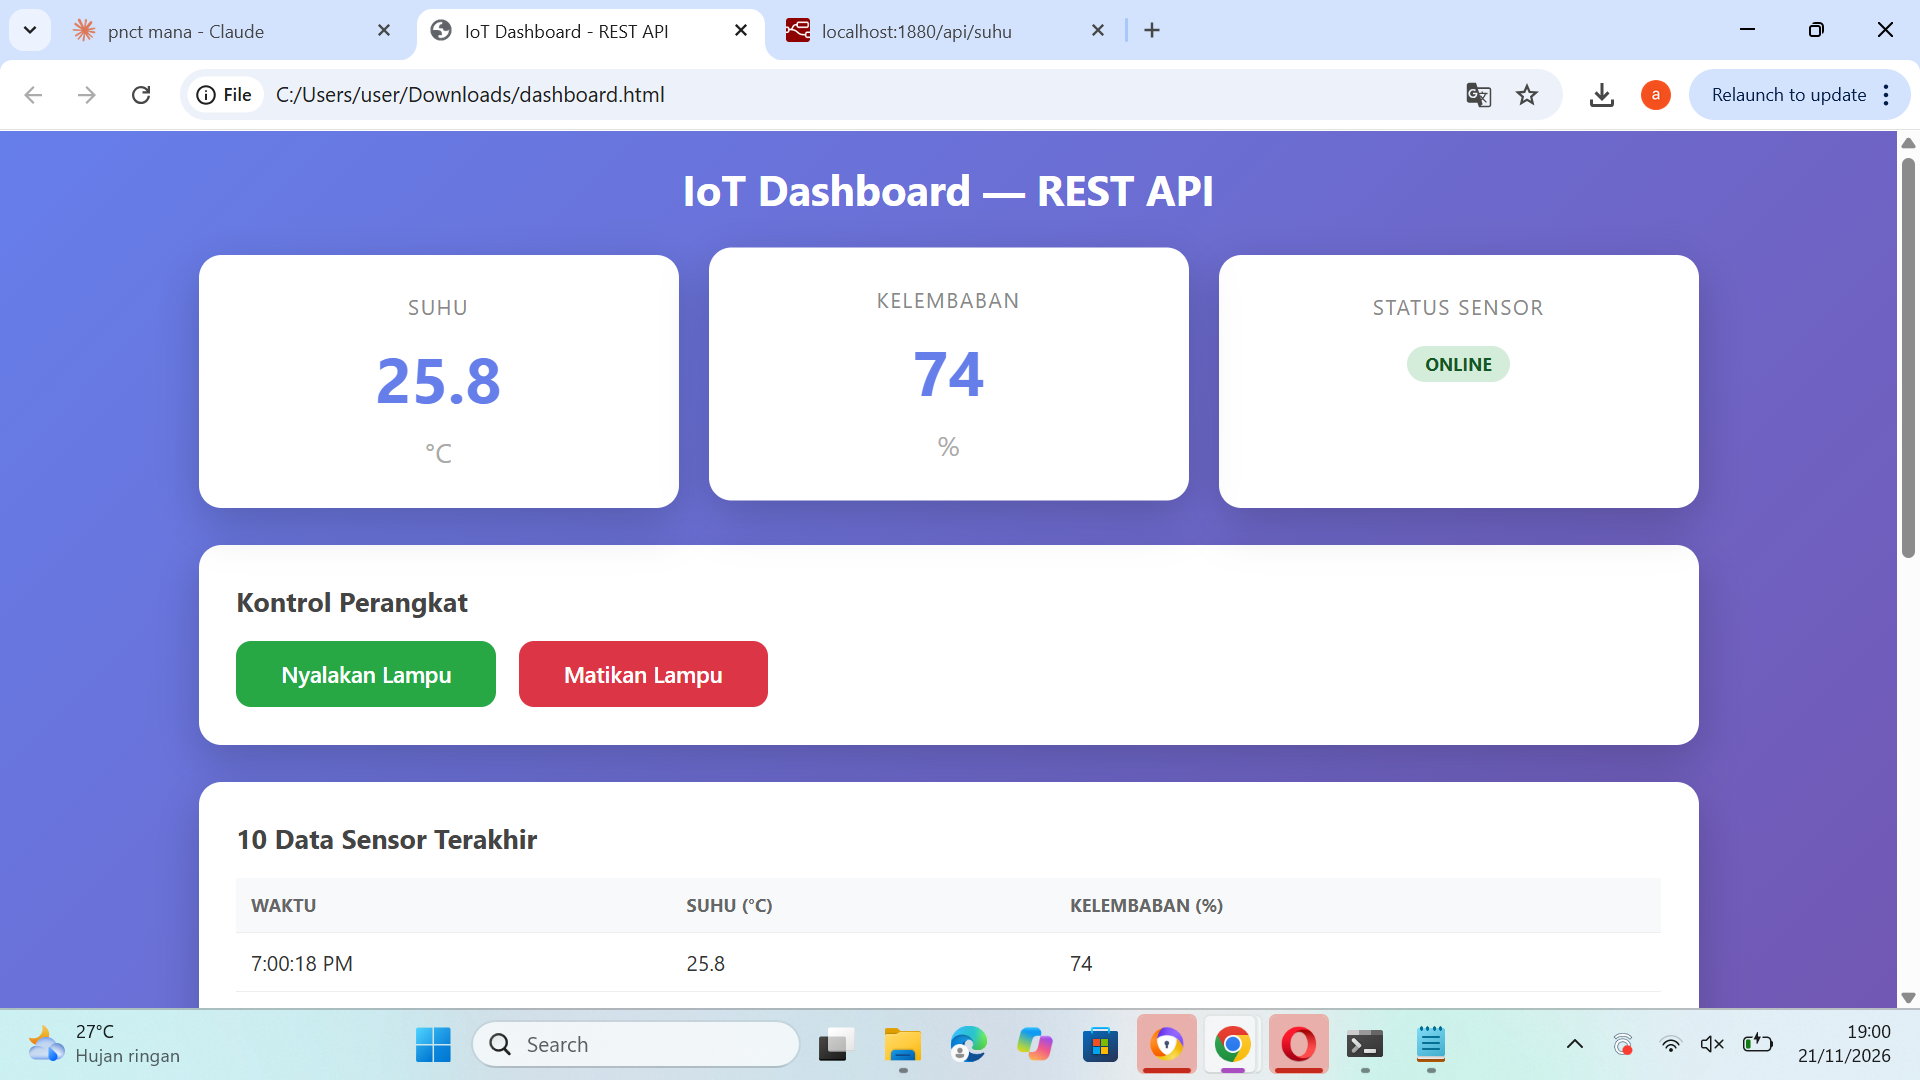 pnct mana - Claude
IoT Dashboard - REST API
localhost:1880/api/suhu
File
C:/Users/user/Downloads/dashboard.html
a
Relaunch to update
IoT Dashboard — REST API
SUHU
25.8
°C
KELEMBABAN
74
%
STATUS SENSOR
ONLINE
Kontrol Perangkat
Nyalakan Lampu
Matikan Lampu
10 Data Sensor Terakhir
WAKTU SUHU (°C) KELEMBABAN (%)
7:00:18 PM 25.8 74
27°C
Hujan ringan
Search
19:00
21/11/2026